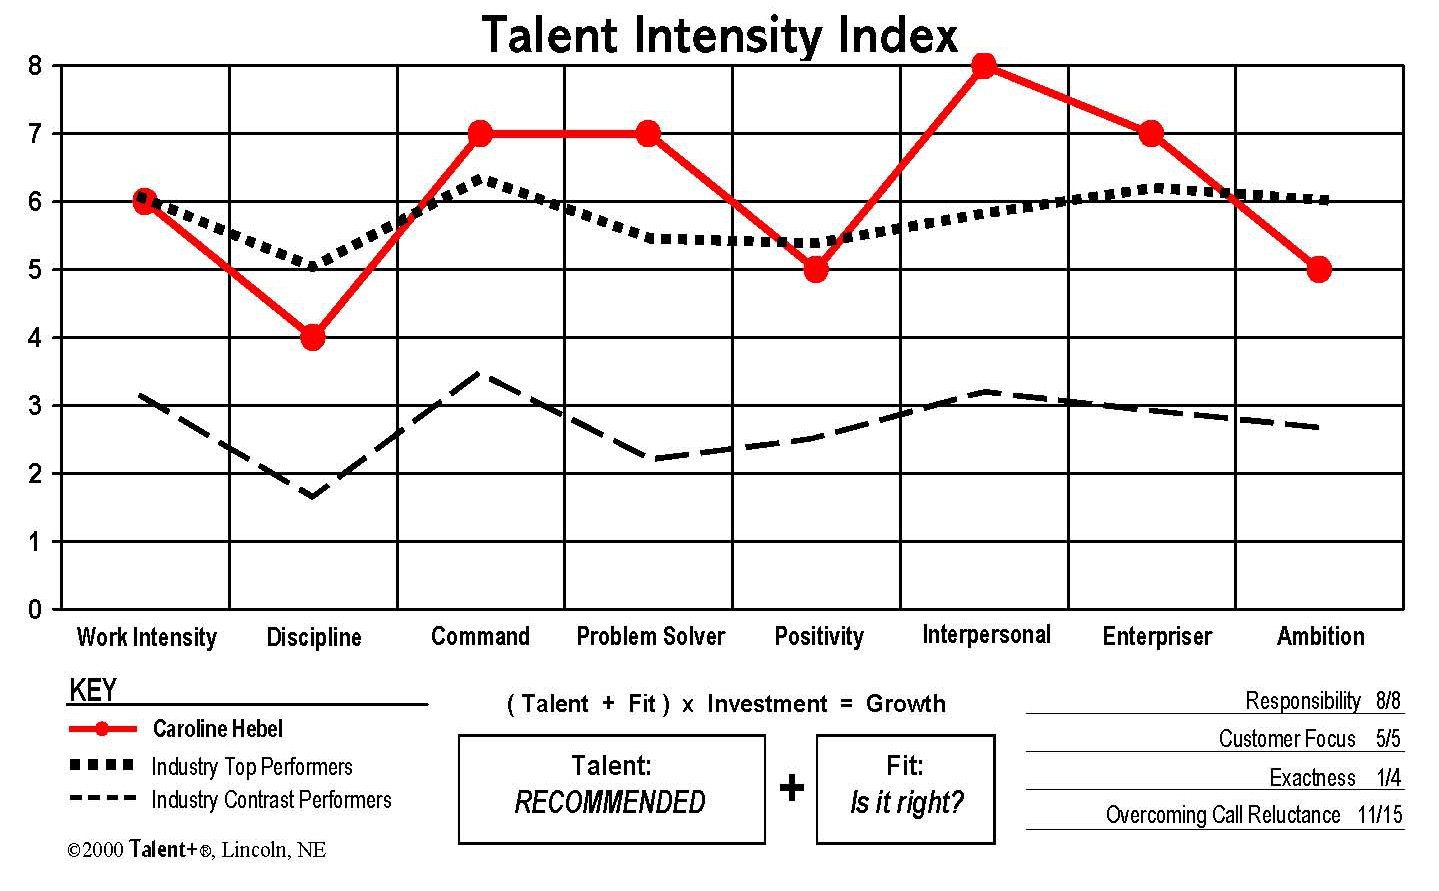 Talent Intensity Index
8
7
6
5
4
3
2
1
0
Work Intensity Discipline Command Problem Solver Positivity Interpersonal Enterpriser Ambition
KEY
Caroline Hebel
Industry Top Performers
Industry Contrast Performers
©2000 Talent+®, Lincoln, NE
( Talent + Fit ) x Investment = Growth
Talent:
RECOMMENDED
+
Fit:
Is it right?
Responsibility 8/8
Customer Focus 5/5
Exactness 1/4
Overcoming Call Reluctance 11/15